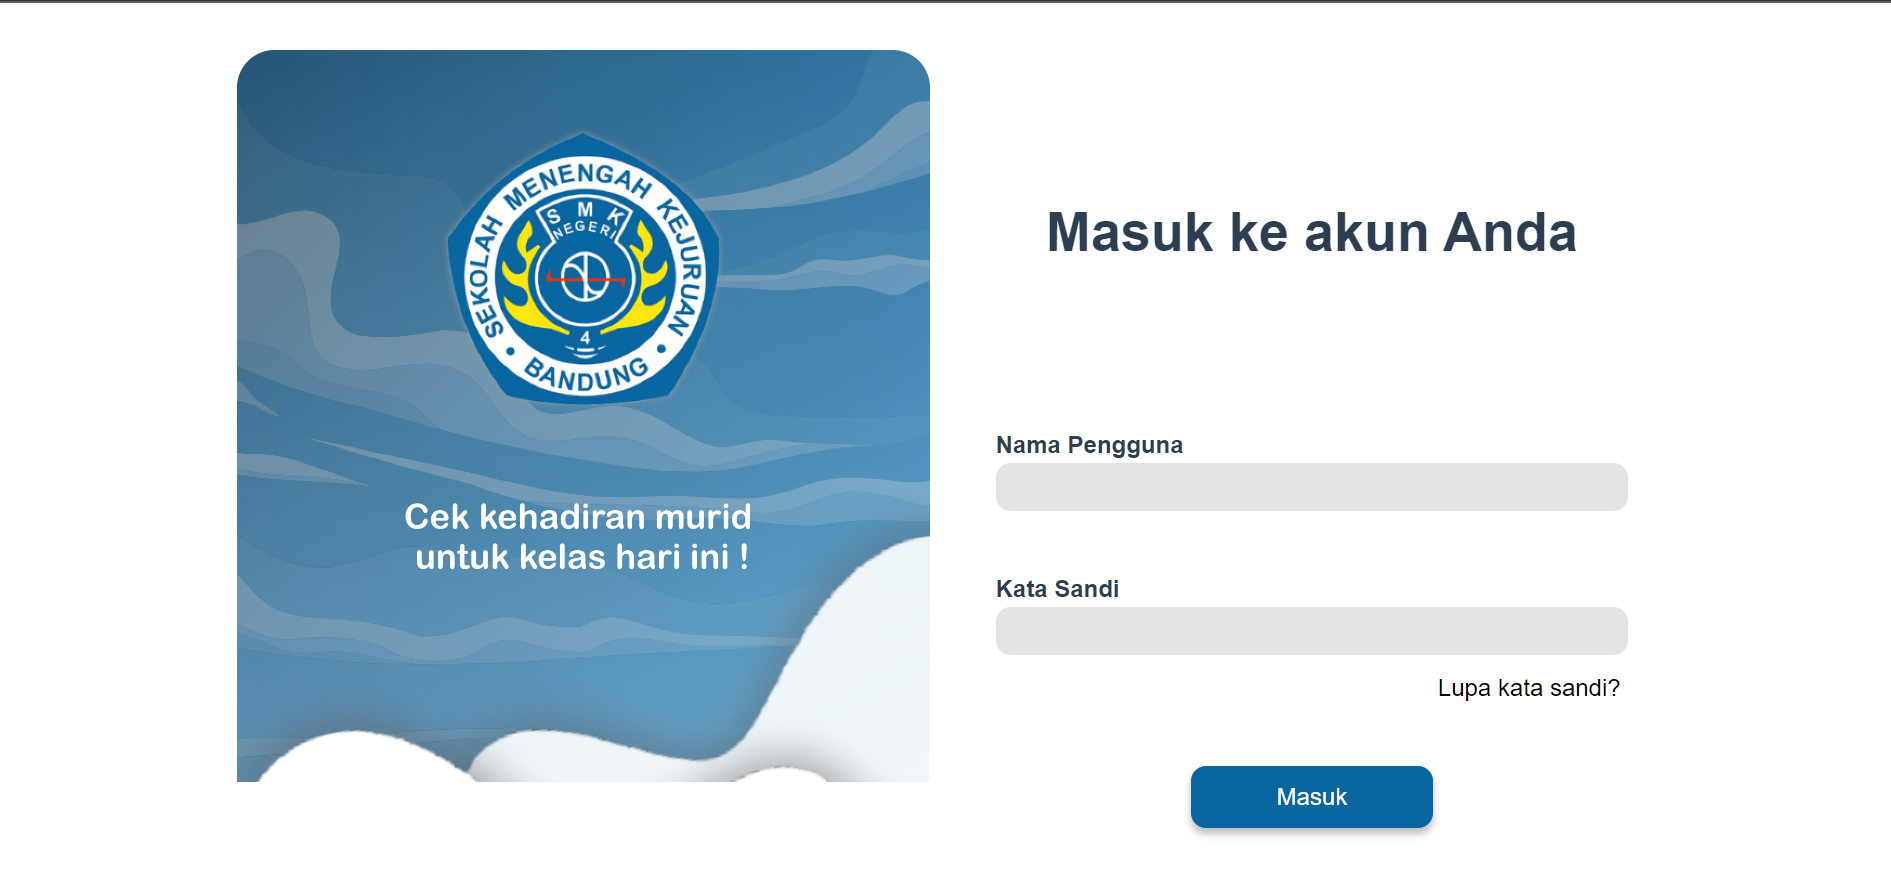 SEKOLAH MENENGAH KEJURUAN
SMK
NEGERI
4
BANDUNG
Cek kehadiran murid
untuk kelas hari ini !
Masuk ke akun Anda
Nama Pengguna
Kata Sandi
Lupa kata sandi?
Masuk